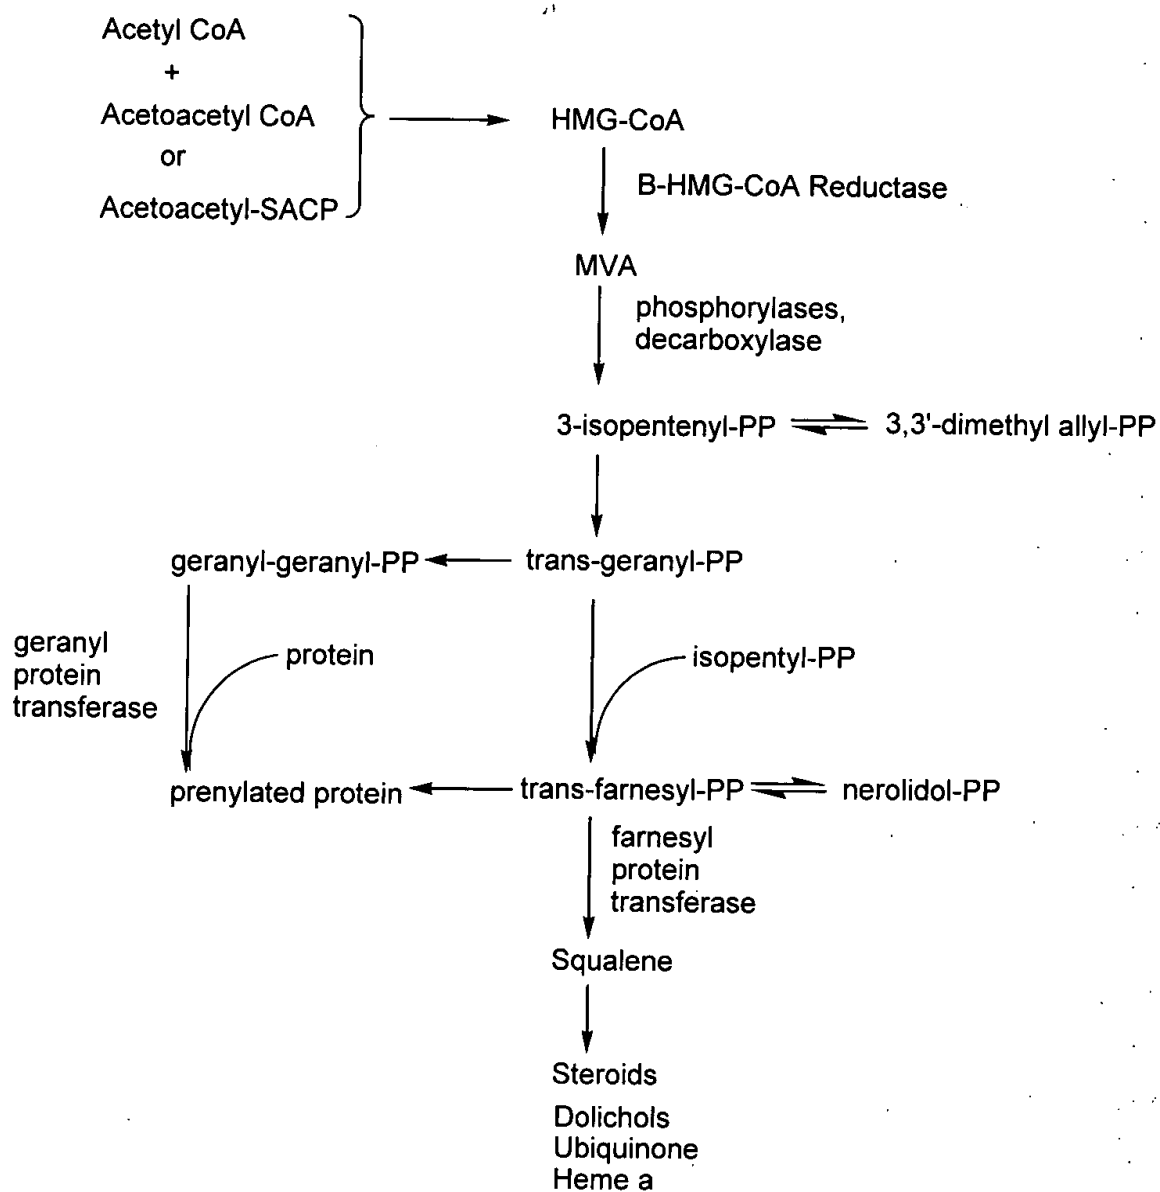 Acetyl CoA
+
Acetoacetyl CoA
or
Acetoacetyl-SACP
HMG-CoA
B-HMG-CoA Reductase
MVA
phosphorylases,
decarboxylase
3-isopentenyl-PP
3,3'-dimethyl allyl-PP
geranyl-geranyl-PP
trans-geranyl-PP
geranyl
protein
transferase
protein
isopentyl-PP
prenylated protein
trans-farnesyl-PP
nerolidol-PP
farnesyl
protein
transferase
Squalene
Steroids
Dolichols
Ubiquinone
Heme a